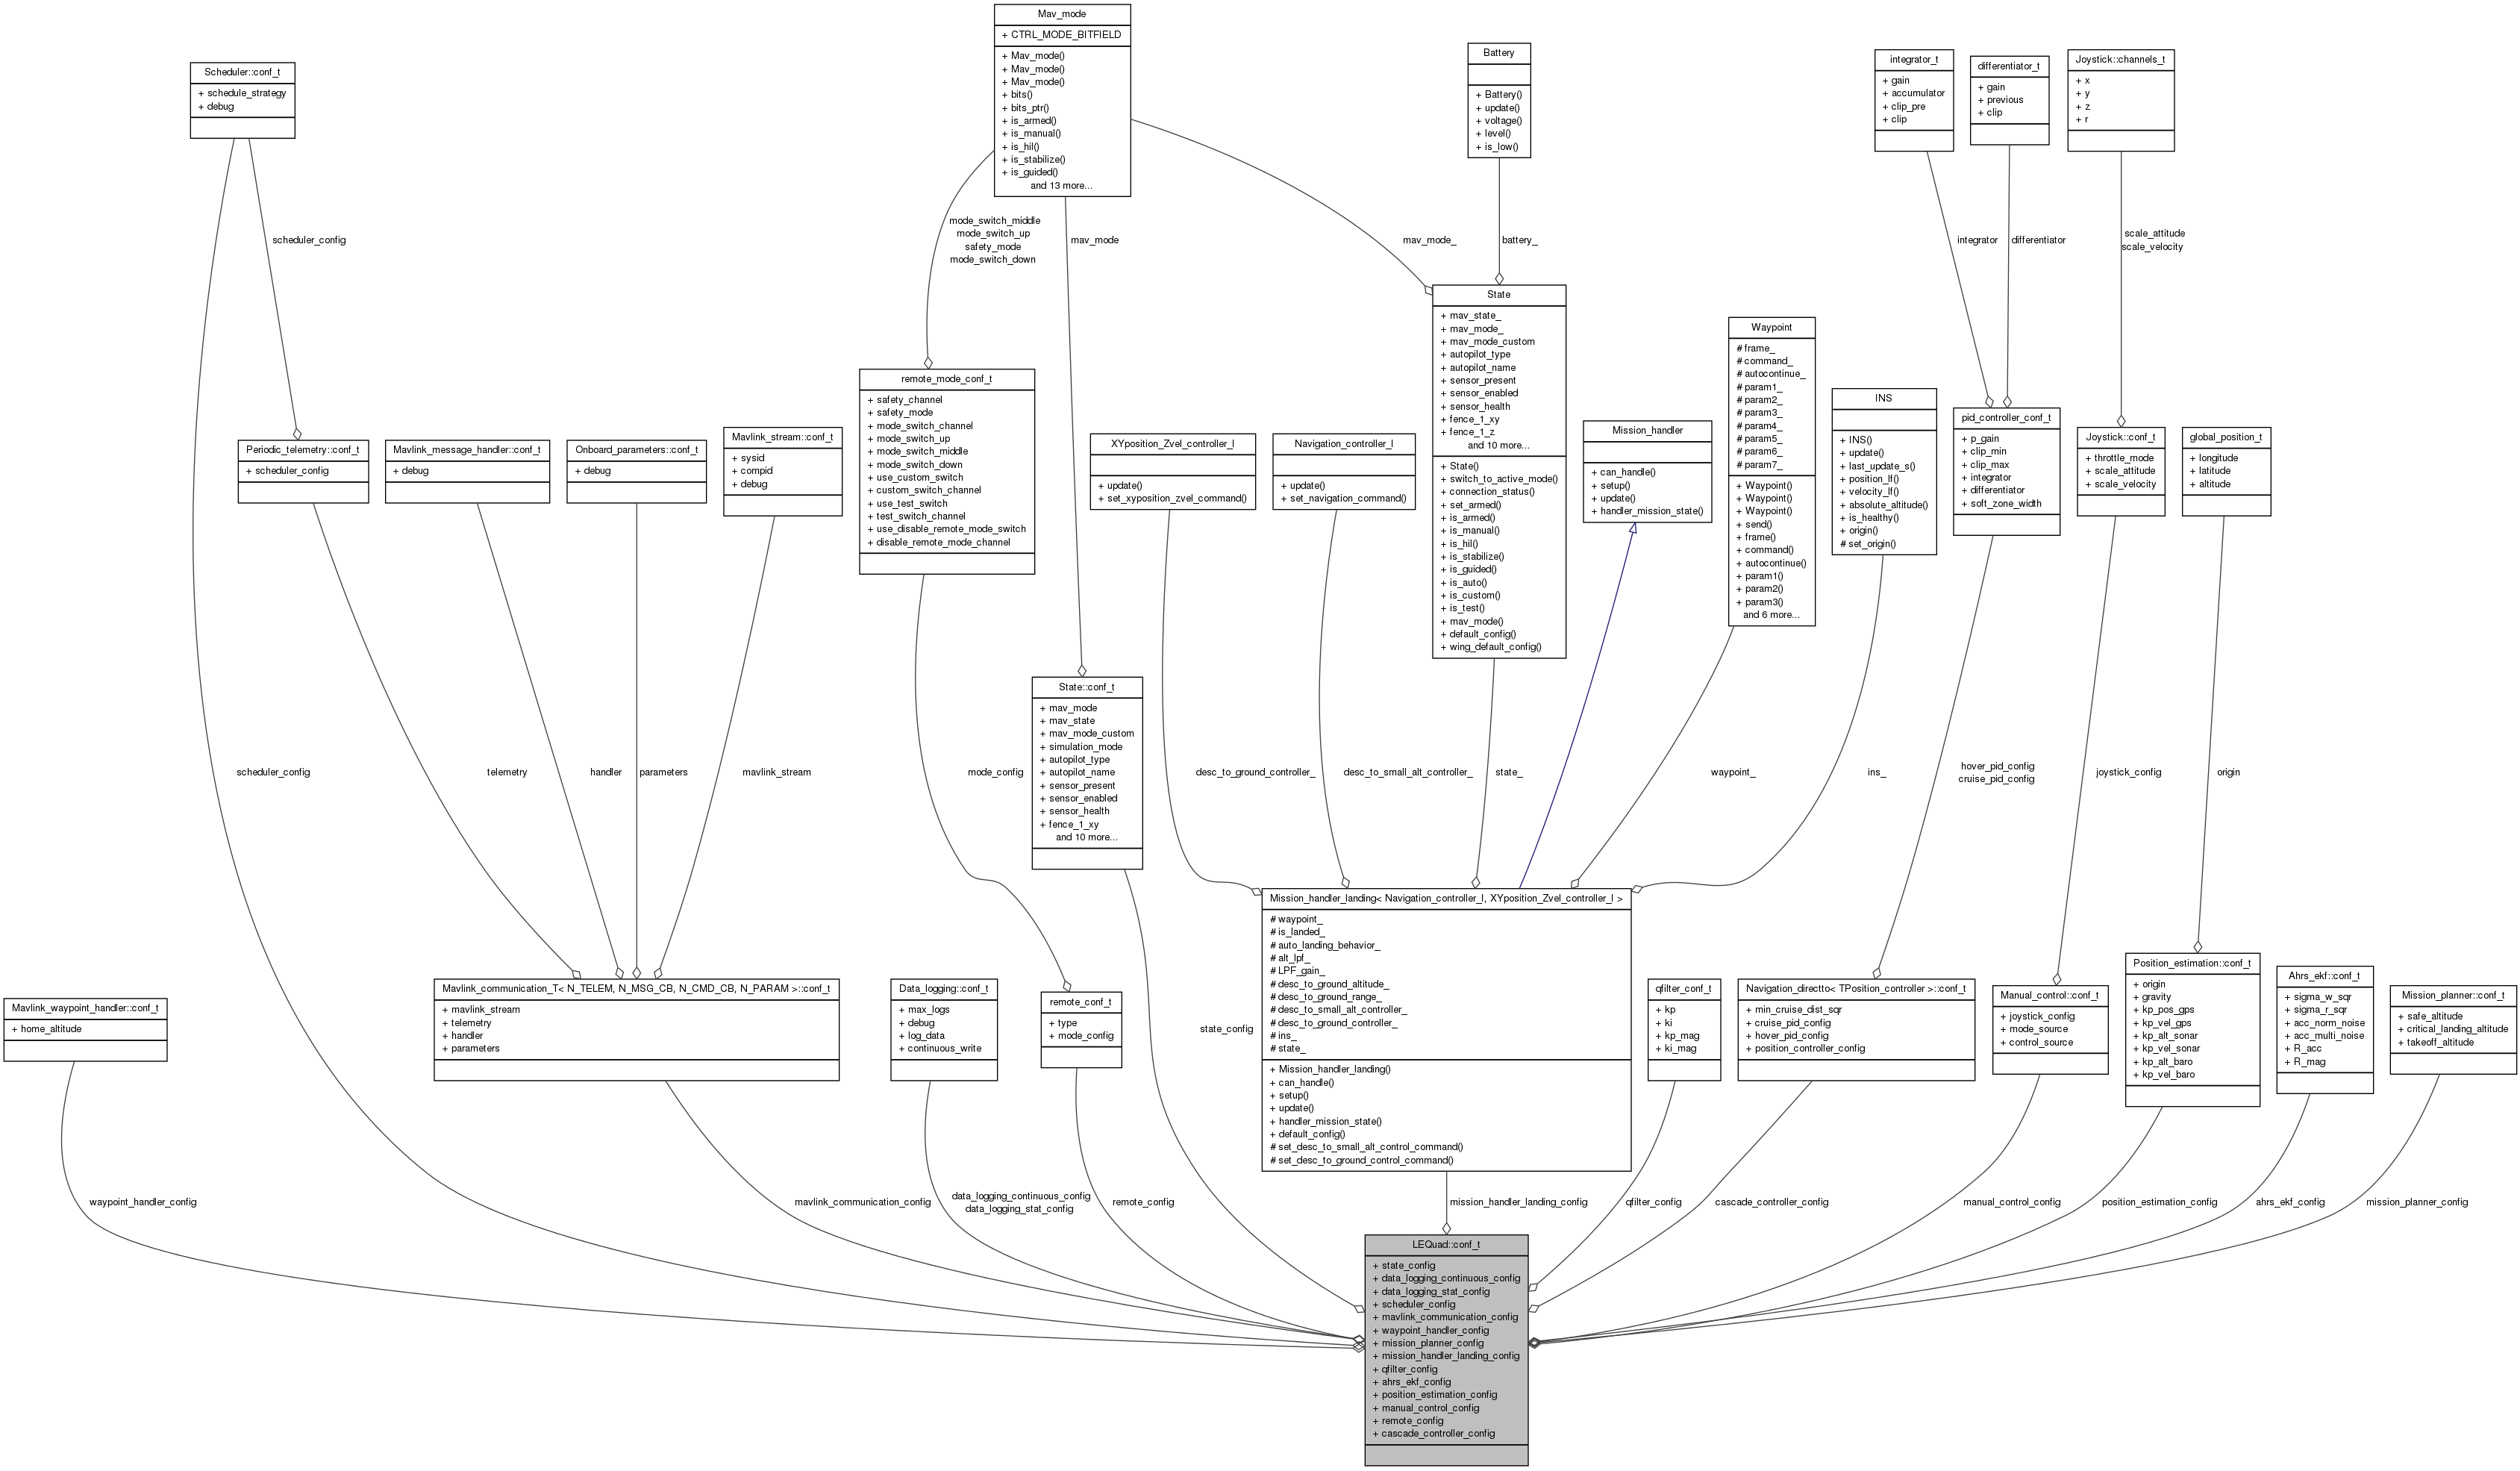 Mav_mode
+ CTRL_MODE_BITFIELD
+ Mav_mode()
+ Mav_mode()
+ Mav_mode()
+ bits()
+ bits_ptr()
+ is_armed()
+ is_manual()
+ is_hil()
+ is_stabilize()
+ is_guided()
and 13 more...
Battery
+ Battery()
+ update()
+ voltage()
+ level()
+ is_low()
integrator_t
+ gain
+ accumulator
+ clip_pre
+ clip
differentiator_t
+ gain
+ previous
+ clip
Joystick::channels_t
+ x
+ y
+ z
+ r
Scheduler::conf_t
+ schedule_strategy
+ debug
scheduler_config
mode_switch_middle
mode_switch_up
safety_mode
mode_switch_down
mav_mode
mav_mode_
battery_
integrator
differentiator
scale_attitude
scale_velocity
State
+ mav_state_
+ mav_mode_
+ mav_mode_custom
+ autopilot_type
+ autopilot_name
+ sensor_present
+ sensor_enabled
+ sensor_health
+ fence_1_xy
+ fence_1_z
and 10 more...
+ State()
+ switch_to_active_mode()
+ connection_status()
+ set_armed()
+ is_armed()
+ is_manual()
+ is_hil()
+ is_stabilize()
+ is_guided()
+ is_auto()
+ is_custom()
+ is_test()
+ mav_mode()
+ default_config()
+ wing_default_config()
Waypoint
# frame_
# command_
# autocontinue_
# param1_
# param2_
# param3_
# param4_
# param5_
# param6_
# param7_
+ Waypoint()
+ Waypoint()
+ Waypoint()
+ send()
+ frame()
+ command()
+ autocontinue()
+ param1()
+ param2()
+ param3()
and 6 more...
remote_mode_conf_t
+ safety_channel
+ safety_mode
+ mode_switch_channel
+ mode_switch_up
+ mode_switch_middle
+ mode_switch_down
+ use_custom_switch
+ custom_switch_channel
+ use_test_switch
+ test_switch_channel
+ use_disable_remote_mode_switch
+ disable_remote_mode_channel
INS
+ INS()
+ update()
+ last_update_s()
+ position_lf()
+ velocity_lf()
+ absolute_altitude()
+ is_healthy()
+ origin()
# set_origin()
pid_controller_conf_t
+ p_gain
+ clip_min
+ clip_max
+ integrator
+ differentiator
+ soft_zone_width
Periodic_telemetry::conf_t
+ scheduler_config
Mavlink_message_handler::conf_t
+ debug
Onboard_parameters::conf_t
+ debug
Mavlink_stream::conf_t
+ sysid
+ compid
+ debug
XYposition_Zvel_controller_I
+ update()
+ set_xyposition_zvel_command()
Navigation_controller_I
+ update()
+ set_navigation_command()
Mission_handler
+ can_handle()
+ setup()
+ update()
+ handler_mission_state()
Joystick::conf_t
+ throttle_mode
+ scale_attitude
+ scale_velocity
global_position_t
+ longitude
+ latitude
+ altitude
State::conf_t
+ mav_mode
+ mav_state
+ mav_mode_custom
+ simulation_mode
+ autopilot_type
+ autopilot_name
+ sensor_present
+ sensor_enabled
+ sensor_health
+ fence_1_xy
and 10 more...
scheduler_config
telemetry
handler
parameters
mavlink_stream
mode_config
desc_to_ground_controller_
desc_to_small_alt_controller_
state_
waypoint_
ins_
hover_pid_config
cruise_pid_config
joystick_config
origin
Mavlink_waypoint_handler::conf_t
+ home_altitude
Mavlink_communication_T< N_TELEM, N_MSG_CB, N_CMD_CB, N_PARAM >::conf_t
+ mavlink_stream
+ telemetry
+ handler
+ parameters
Data_logging::conf_t
+ max_logs
+ debug
+ log_data
+ continuous_write
remote_conf_t
+ type
+ mode_config
state_config
Mission_handler_landing< Navigation_controller_I, XYposition_Zvel_controller_I >
# waypoint_
# is_landed_
# auto_landing_behavior_
# alt_lpf_
# LPF_gain_
# desc_to_ground_altitude_
# desc_to_ground_range_
# desc_to_small_alt_controller_
# desc_to_ground_controller_
# ins_
# state_
+ Mission_handler_landing()
+ can_handle()
+ setup()
+ update()
+ handler_mission_state()
+ default_config()
# set_desc_to_small_alt_control_command()
# set_desc_to_ground_control_command()
qfilter_conf_t
+ kp
+ ki
+ kp_mag
+ ki_mag
Navigation_directto< TPosition_controller >::conf_t
+ min_cruise_dist_sqr
+ cruise_pid_config
+ hover_pid_config
+ position_controller_config
Manual_control::conf_t
+ joystick_config
+ mode_source
+ control_source
Position_estimation::conf_t
+ origin
+ gravity
+ kp_pos_gps
+ kp_vel_gps
+ kp_alt_sonar
+ kp_vel_sonar
+ kp_alt_baro
+ kp_vel_baro
Ahrs_ekf::conf_t
+ sigma_w_sqr
+ sigma_r_sqr
+ acc_norm_noise
+ acc_multi_noise
+ R_acc
+ R_mag
Mission_planner::conf_t
+ safe_altitude
+ critical_landing_altitude
+ takeoff_altitude
waypoint_handler_config
mavlink_communication_config
data_logging_continuous_config
data_logging_stat_config
remote_config
mission_handler_landing_config
qfilter_config
cascade_controller_config
manual_control_config
position_estimation_config
ahrs_ekf_config
mission_planner_config
LEQuad::conf_t
+ state_config
+ data_logging_continuous_config
+ data_logging_stat_config
+ scheduler_config
+ mavlink_communication_config
+ waypoint_handler_config
+ mission_planner_config
+ mission_handler_landing_config
+ qfilter_config
+ ahrs_ekf_config
+ position_estimation_config
+ manual_control_config
+ remote_config
+ cascade_controller_config